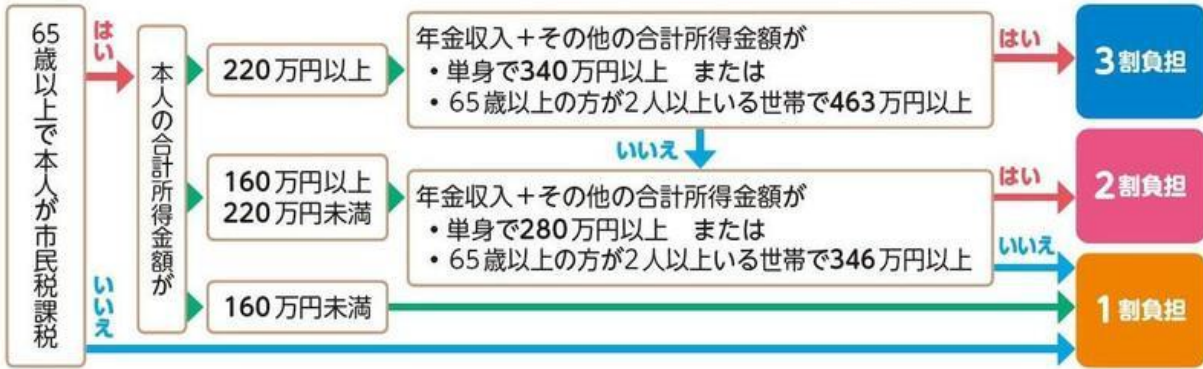 65歳以上で本人が市民税課税
はい
いいえ
本人の合計所得金額が
220万円以上
年金収入＋その他の合計所得金額が
・単身で340万円以上　または
・65歳以上の方が2人以上いる世帯で463万円以上
はい
3割負担
いいえ
160万円以上
220万円未満
年金収入＋その他の合計所得金額が
・単身で280万円以上　または
・65歳以上の方が2人以上いる世帯で346万円以上
はい
2割負担
いいえ
160万円未満
1割負担